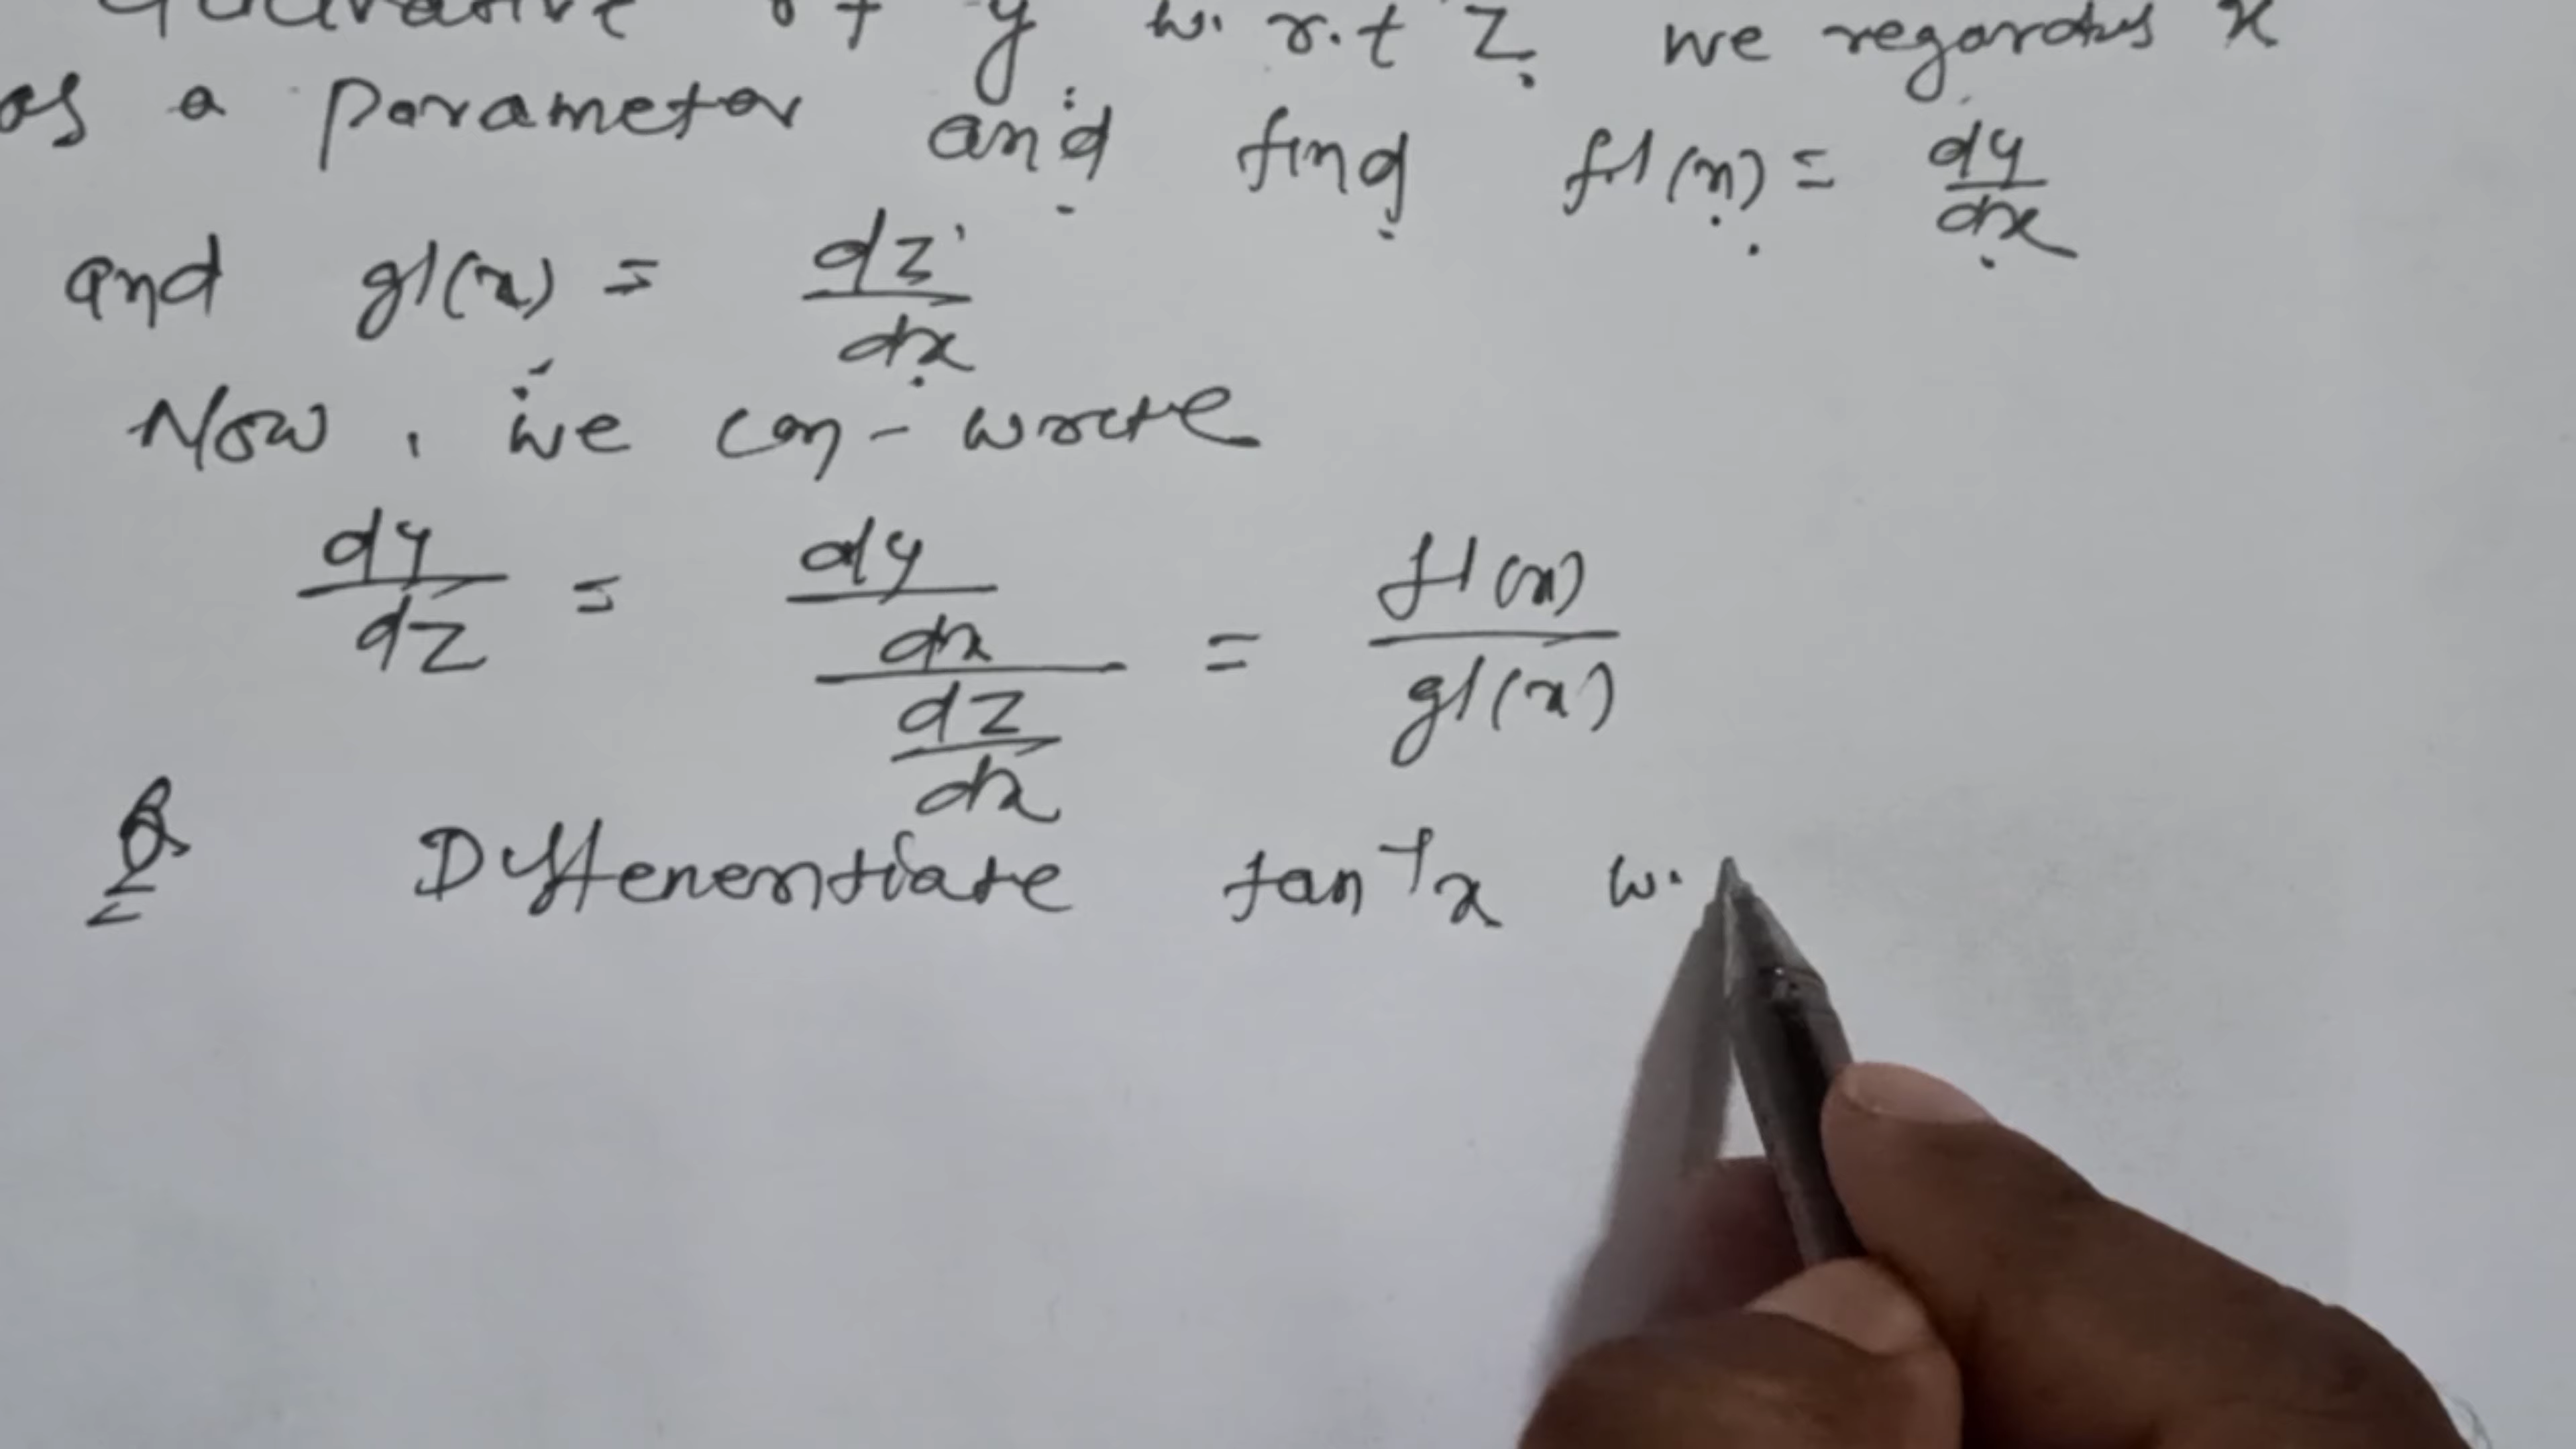 of y w.r.t z we regards x
as a parameter and find f'(x) = dy/dx
and g'(x) = dz/dx
Now, we can write
dy/dz = dy/dx / dz/dx = f'(x)/g'(x)
Q Differentiate tan⁻¹x w.